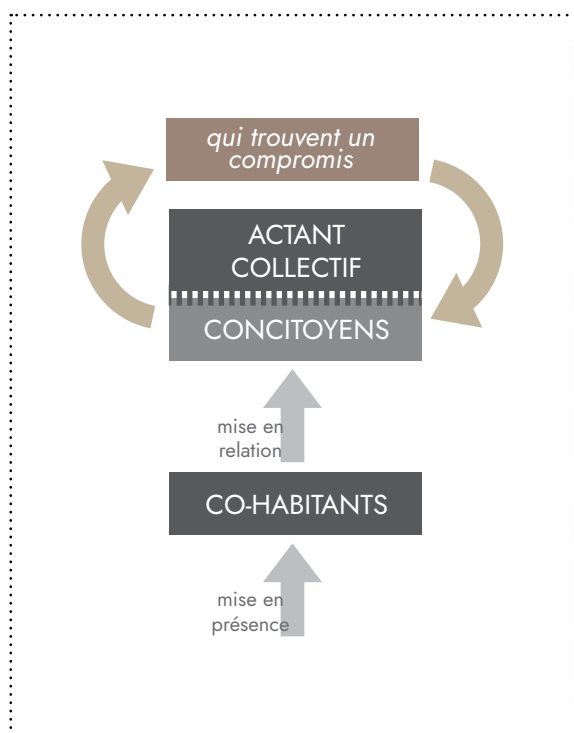 qui trouvent un
compromis
ACTANT
COLLECTIF
CONCITOYENS
mise en
relation
CO-HABITANTS
mise en
présence